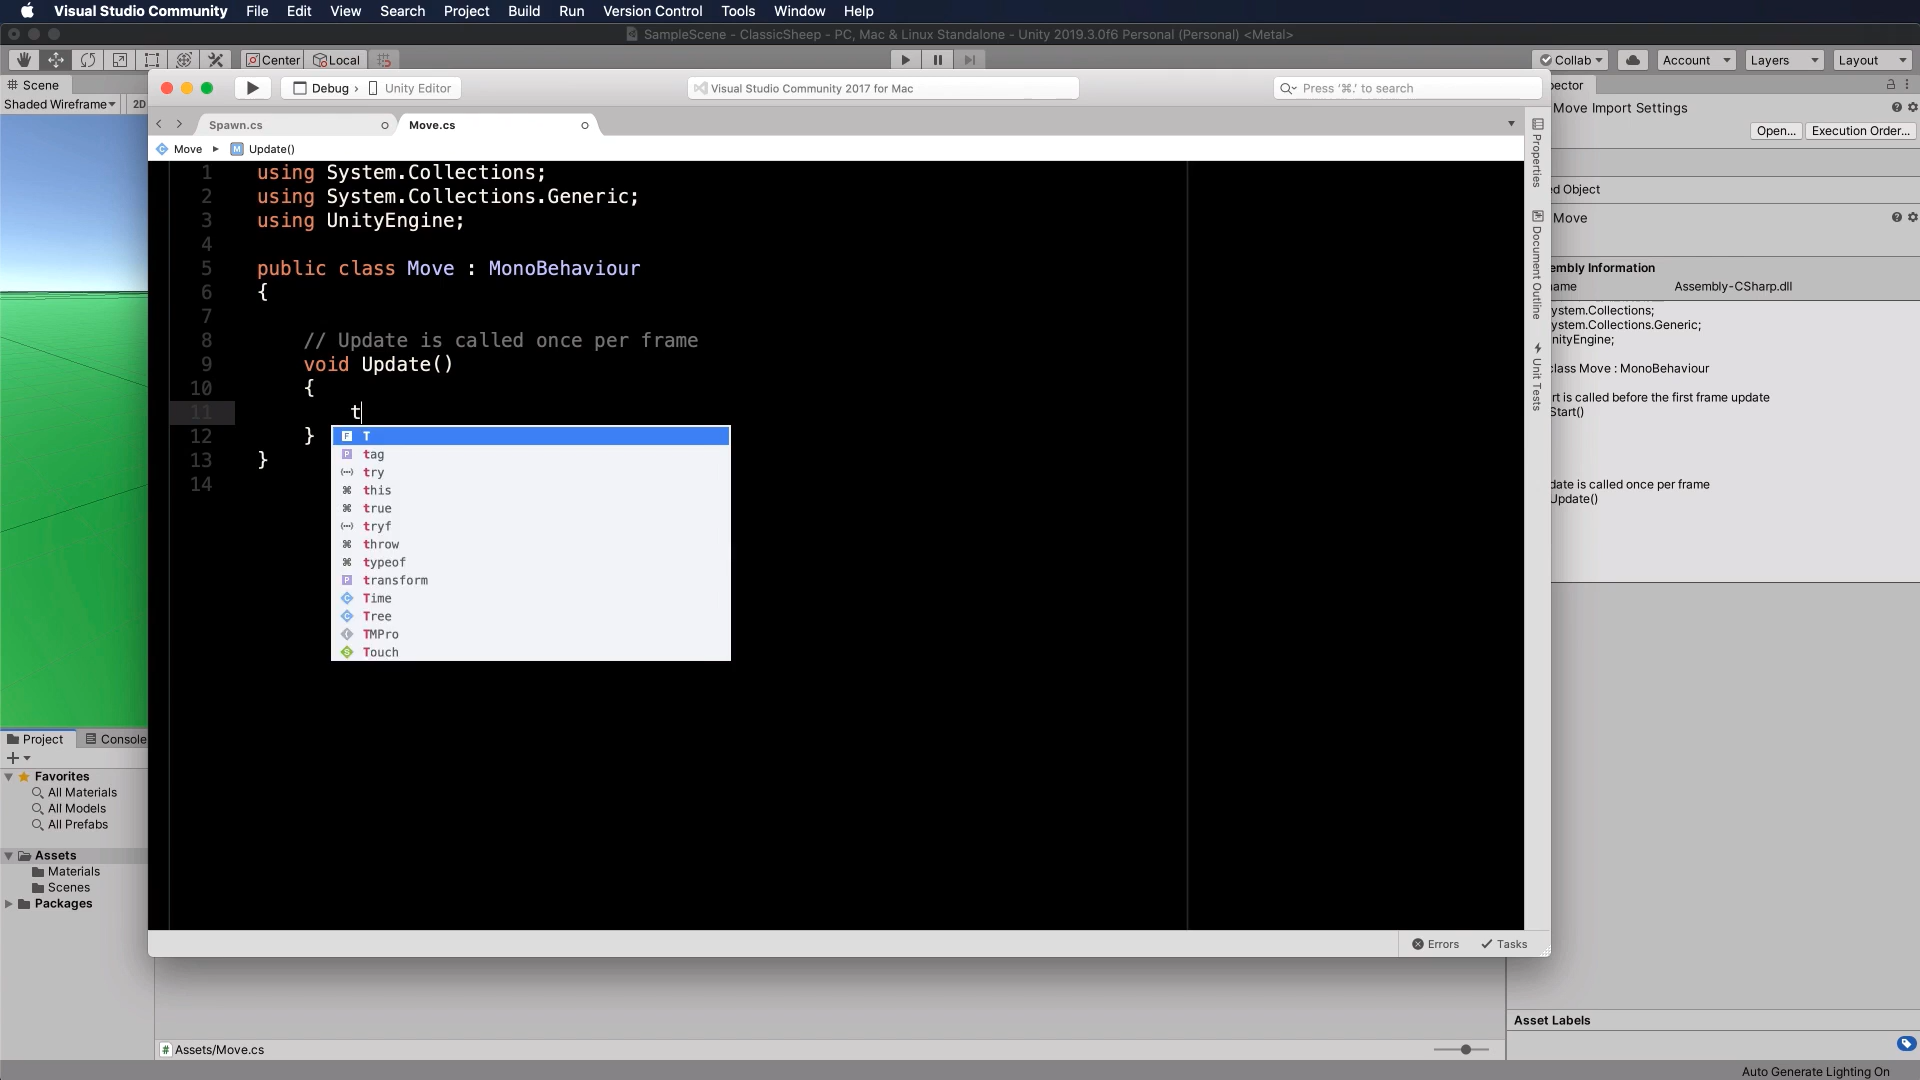 Visual Studio Community File Edit View Search Project Build Run Version Control Tools Window Help
SampleScene - ClassicSheep - PC, Mac & Linux Standalone - Unity 2019.3.0f6 Personal (Personal) <Metal>
Center Local Collab Account Layers Layout
# Scene
Shaded Wireframe 2D
Debug › Unity Editor
Visual Studio Community 2017 for Mac
Press '⌘.' to search
Spawn.cs
Move.cs
Move ▸ M Update()
1 using System.Collections;
2 using System.Collections.Generic;
3 using UnityEngine;
4
5 public class Move : MonoBehaviour
6 {
7
8 // Update is called once per frame
9 void Update()
10 {
11 t
12 }
13 }
14
F T
P tag
try
⌘ this
⌘ true
tryf
⌘ throw
⌘ typeof
P transform
C Time
C Tree
TMPro
S Touch
Properties
Document Outline
Unit Tests
Errors
Tasks
pector
Move Import Settings
Open...
Execution Order...
ed Object
Move
embly Information
name Assembly-CSharp.dll
ystem.Collections;
ystem.Collections.Generic;
nityEngine;
lass Move : MonoBehaviour
rt is called before the first frame update
Start()
date is called once per frame
Update()
Project
Console
Favorites
All Materials
All Models
All Prefabs
Assets
Materials
Scenes
Packages
# Assets/Move.cs
Asset Labels
Auto Generate Lighting On